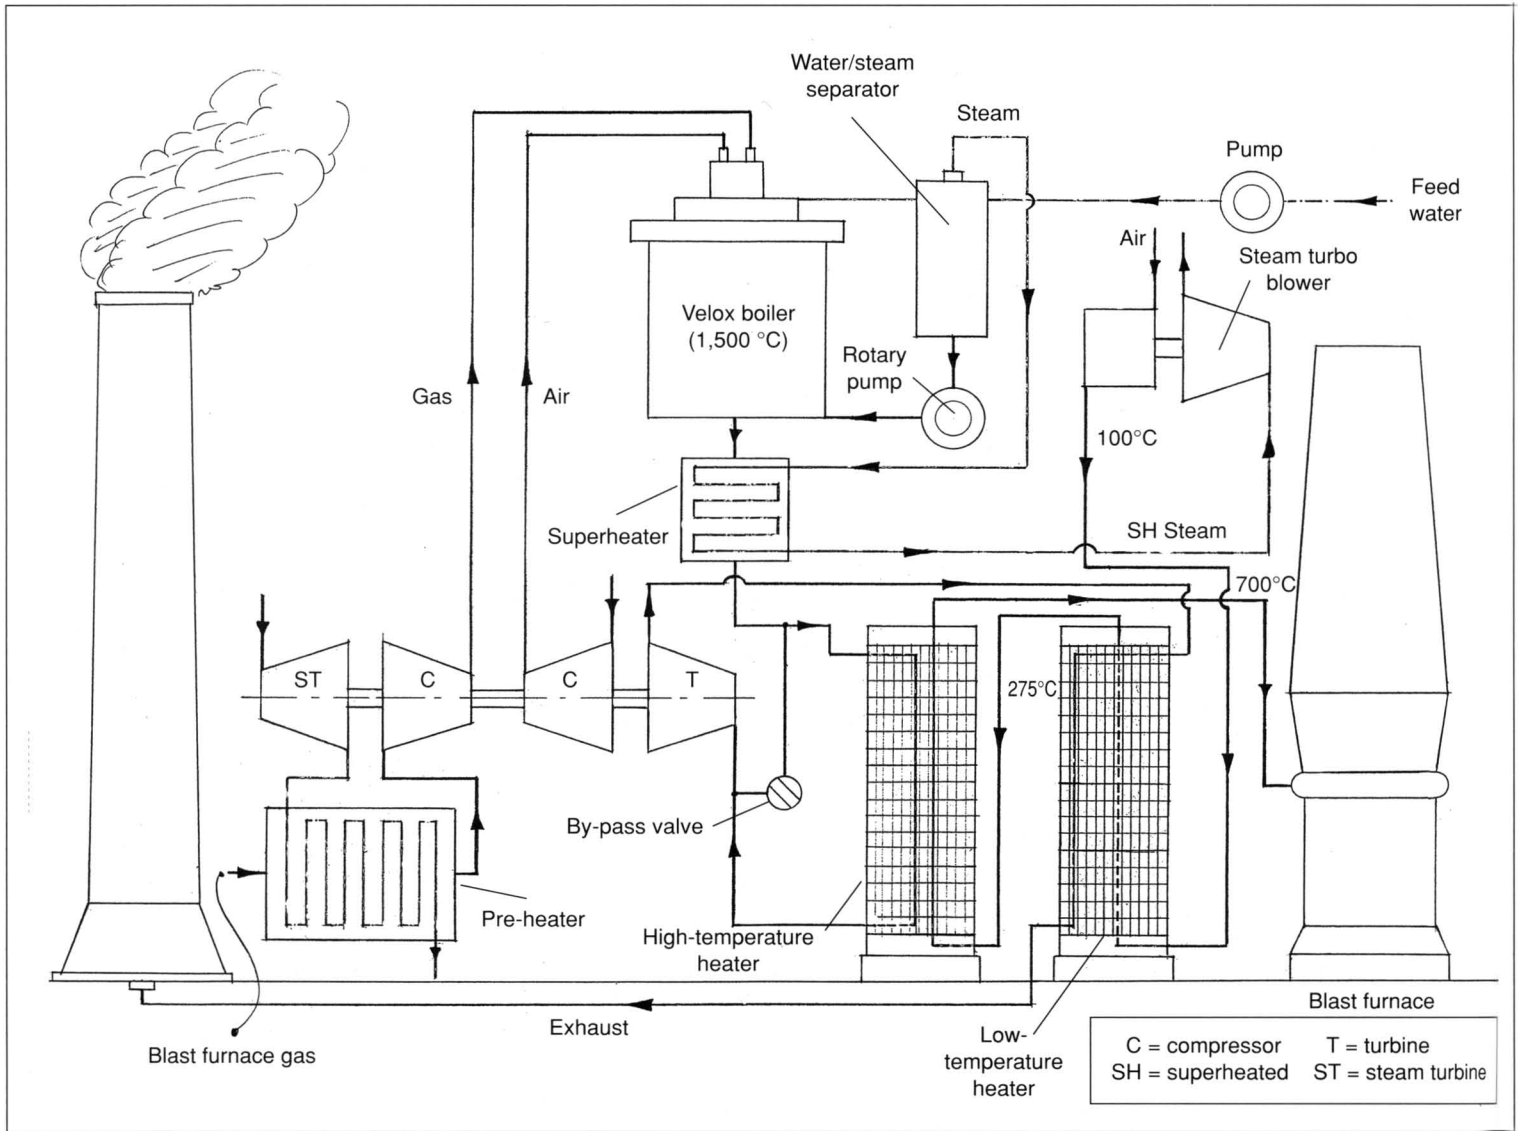 Water/steam
separator
Steam
Pump
Feed
water
Air
Steam turbo
blower
Velox boiler
(1,500 °C)
Rotary
pump
Gas
Air
100°C
Superheater
SH Steam
700°C
ST
C
C
T
275°C
By-pass valve
Pre-heater
High-temperature
heater
Blast furnace
Exhaust
Blast furnace gas
Low-
temperature
heater
C = compressor
T = turbine
SH = superheated
ST = steam turbine